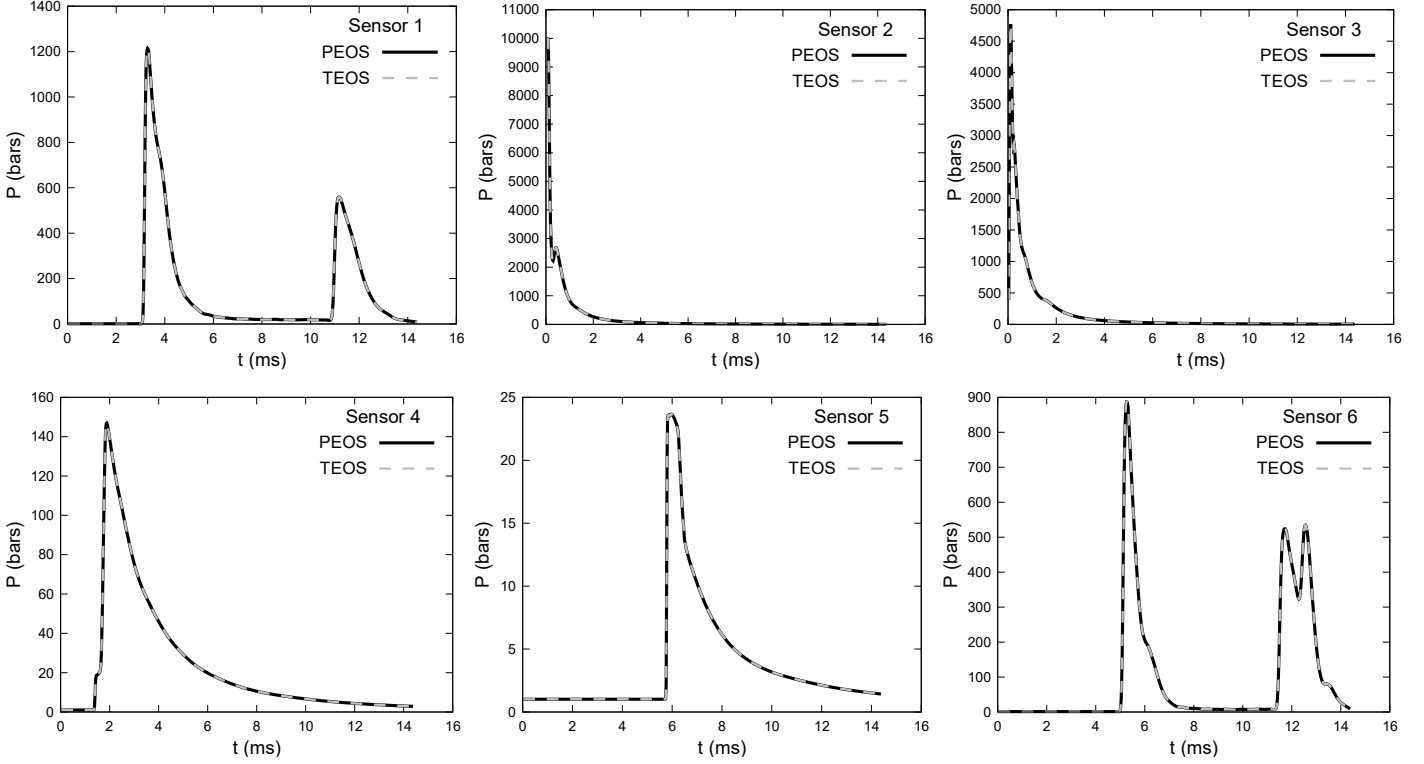 Sensor 1
PEOS
TEOS
P (bars)
1400
1200
1000
800
600
400
200
0
0 2 4 6 8 10 12 14 16
t (ms)
Sensor 2
PEOS
TEOS
P (bars)
11000
10000
9000
8000
7000
6000
5000
4000
3000
2000
1000
0
0 2 4 6 8 10 12 14 16
t (ms)
Sensor 3
PEOS
TEOS
P (bars)
5000
4500
4000
3500
3000
2500
2000
1500
1000
500
0
0 2 4 6 8 10 12 14 16
t (ms)
Sensor 4
PEOS
TEOS
P (bars)
160
140
120
100
80
60
40
20
0
0 2 4 6 8 10 12 14 16
t (ms)
Sensor 5
PEOS
TEOS
P (bars)
25
20
15
10
5
0
0 2 4 6 8 10 12 14 16
t (ms)
Sensor 6
PEOS
TEOS
P (bars)
900
800
700
600
500
400
300
200
100
0
0 2 4 6 8 10 12 14 16
t (ms)